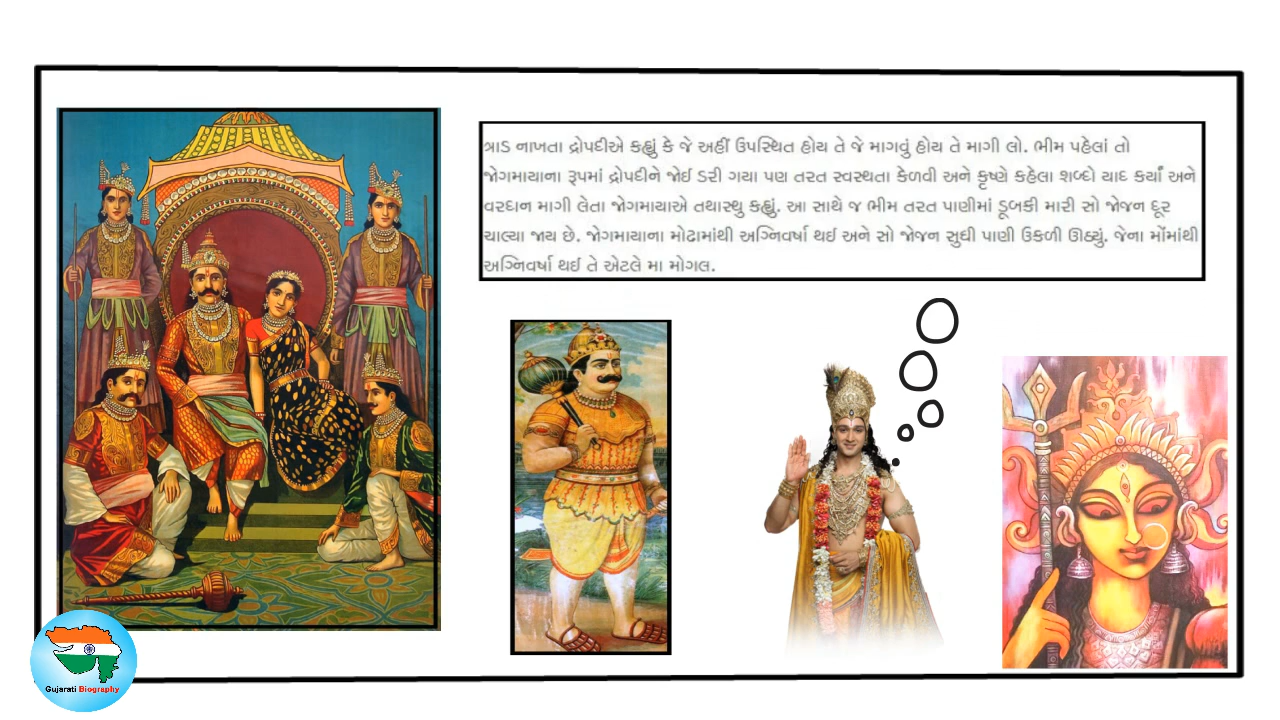 ત્રાડ નાખતા દ્રોપદીએ કહ્યું કે જે અહીં ઉપસ્થિત હોય તે જે માગવું હોય તે માગી લો. ભીમ પહેલાં તો
જોગમાયાના રૂપમાં દ્રોપદીને જોઈ ડરી ગયા પણ તરત સ્વસ્થતા કેળવી અને કૃષ્ણે કહેલા શબ્દો યાદ કર્યાં અને
વરદાન માગી લેતા જોગમાયાએ તથાસ્થુ કહ્યું. આ સાથે જ ભીમ તરત પાણીમાં ડૂબકી મારી સો જોજન દૂર
ચાલ્યા જાય છે. જોગમાયાના મોઢામાંથી અગ્નિવર્ષા થઈ અને સો જોજન સુધી પાણી ઉકળી ઊઠ્યું. જેના મોંમાંથી
અગ્નિવર્ષા થઈ તે એટલે મા મોગલ.
Gujarati Biography